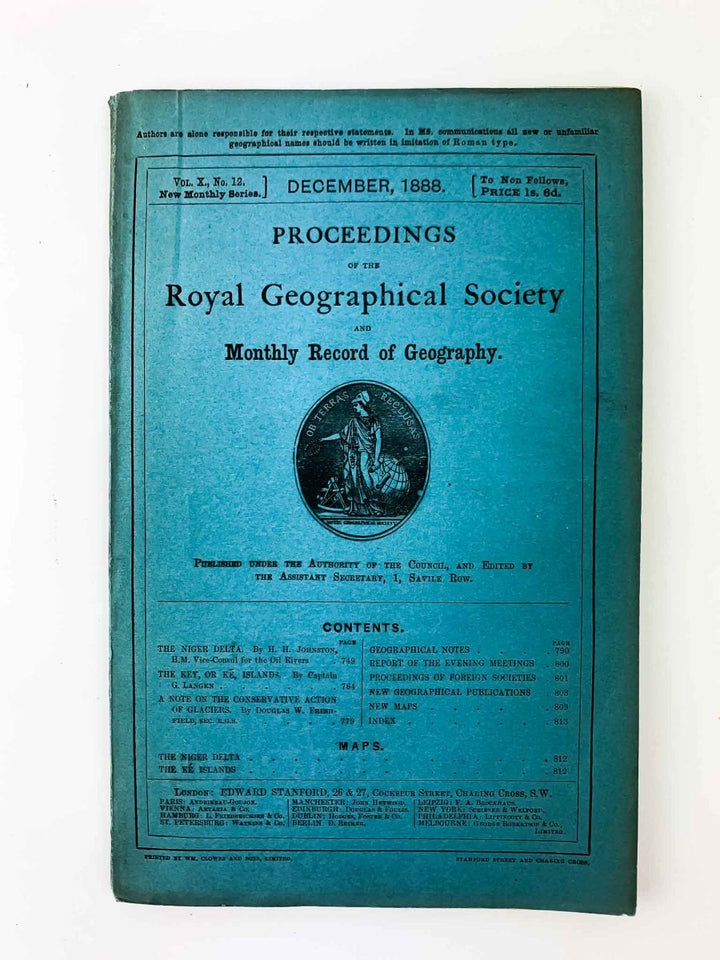 Authors are alone responsible for their respective statements. In MS. communications all new or unfamiliar
geographical names should be written in imitation of Roman type.
VOL. X., NO. 12.
New Monthly Series.]
DECEMBER, 1888.
[To Non Fellows,
PRICE 1s. 6d.
PROCEEDINGS
OF THE
Royal Geographical Society
AND
Monthly Record of Geography.
OB TERRAS RECLUSAS
ROYAL GEOGRAPHICAL SOCIETY
PUBLISHED UNDER THE AUTHORITY OF THE COUNCIL, AND EDITED BY
THE ASSISTANT SECRETARY, 1, SAVILE ROW.
CONTENTS.
PAGE
THE NIGER DELTA. By H. H. JOHNSTON,
H.M. Vice-Consul for the Oil Rivers . 749
THE KEY, OR KÉ, ISLANDS. By Captain
G. LANGEN . . . . . . . . 764
A NOTE ON THE CONSERVATIVE ACTION
OF GLACIERS. By DOUGLAS W. FRESH-
FIELD, SEC. R.G.S. . . . . . . 779
PAGE
GEOGRAPHICAL NOTES . . . . 790
REPORT OF THE EVENING MEETINGS . 800
PROCEEDINGS OF FOREIGN SOCIETIES 801
NEW GEOGRAPHICAL PUBLICATIONS . 803
NEW MAPS . . . . . 809
INDEX . . . . . . 813
MAPS.
THE NIGER DELTA . . . . . . . . 812
THE KÉ ISLANDS . . . . . . . . 812
LONDON: EDWARD STANFORD, 26 & 27, COCKSPUR STREET, CHARING CROSS, S.W.
PARIS: ANDRIVEAU-GOUJON.
VIENNA: ARTARIA & CO.
HAMBURG: L. FRIEDERICHSEN & CO.
ST. PETERSBURG: WATKINS & CO.
MANCHESTER: JOHN HEYWOOD.
EDINBURGH: DOUGLAS & FOULIS.
DUBLIN: HODGES, FOSTER & CO.
BERLIN: D. REIMER.
LEIPZIG: F. A. BROCKHAUS.
NEW YORK: SCRIBNER & WELFORD.
PHILADELPHIA: LIPPINCOTT & CO.
MELBOURNE: GEORGE ROBERTSON & CO.,
LIMITED.
PRINTED BY WM. CLOWES AND SONS, LIMITED,
STAMFORD STREET AND CHARING CROSS.